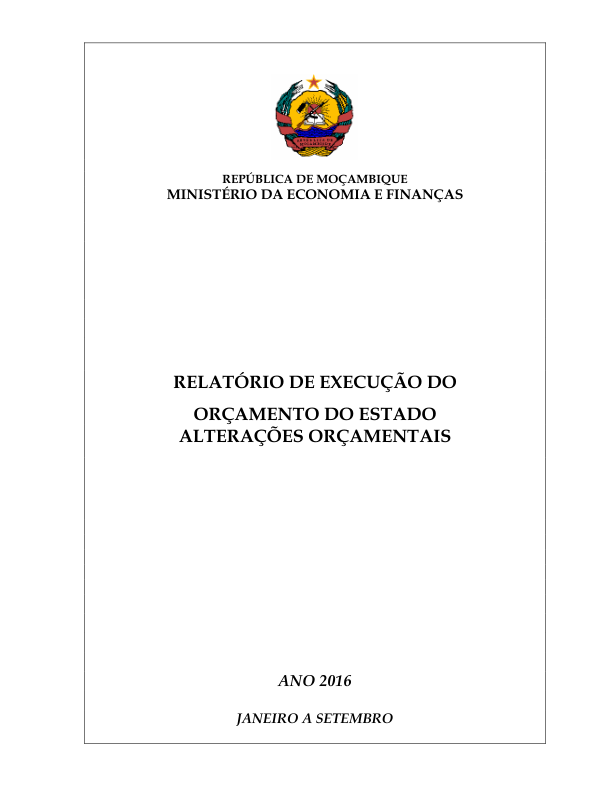 REPÚBLICA DE MOÇAMBIQUE
MINISTÉRIO DA ECONOMIA E FINANÇAS
RELATÓRIO DE EXECUÇÃO DO
ORÇAMENTO DO ESTADO
ALTERAÇÕES ORÇAMENTAIS
ANO 2016
JANEIRO A SETEMBRO